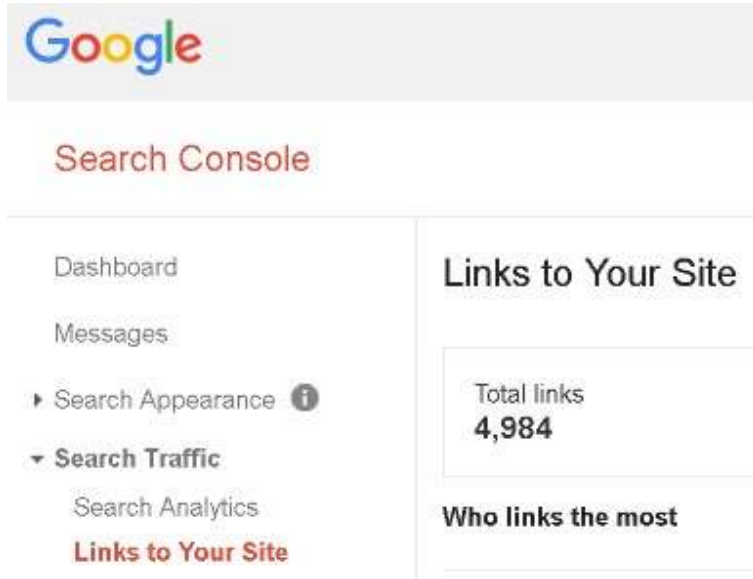 Google
Search Console
Dashboard
Messages
Search Appearance
Search Traffic
Search Analytics
Links to Your Site
Links to Your Site
Total links
4,984
Who links the most